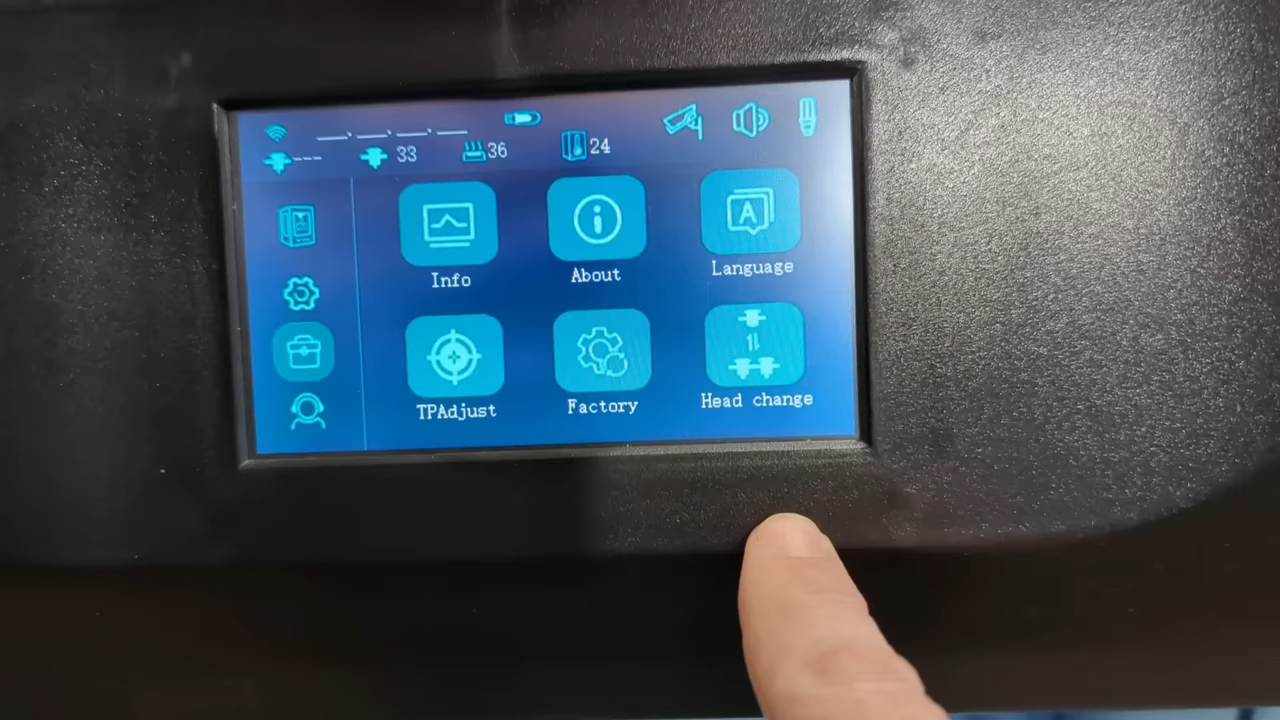 ---
33
36
24
Info
About
Language
TPAdjust
Factory
Head change